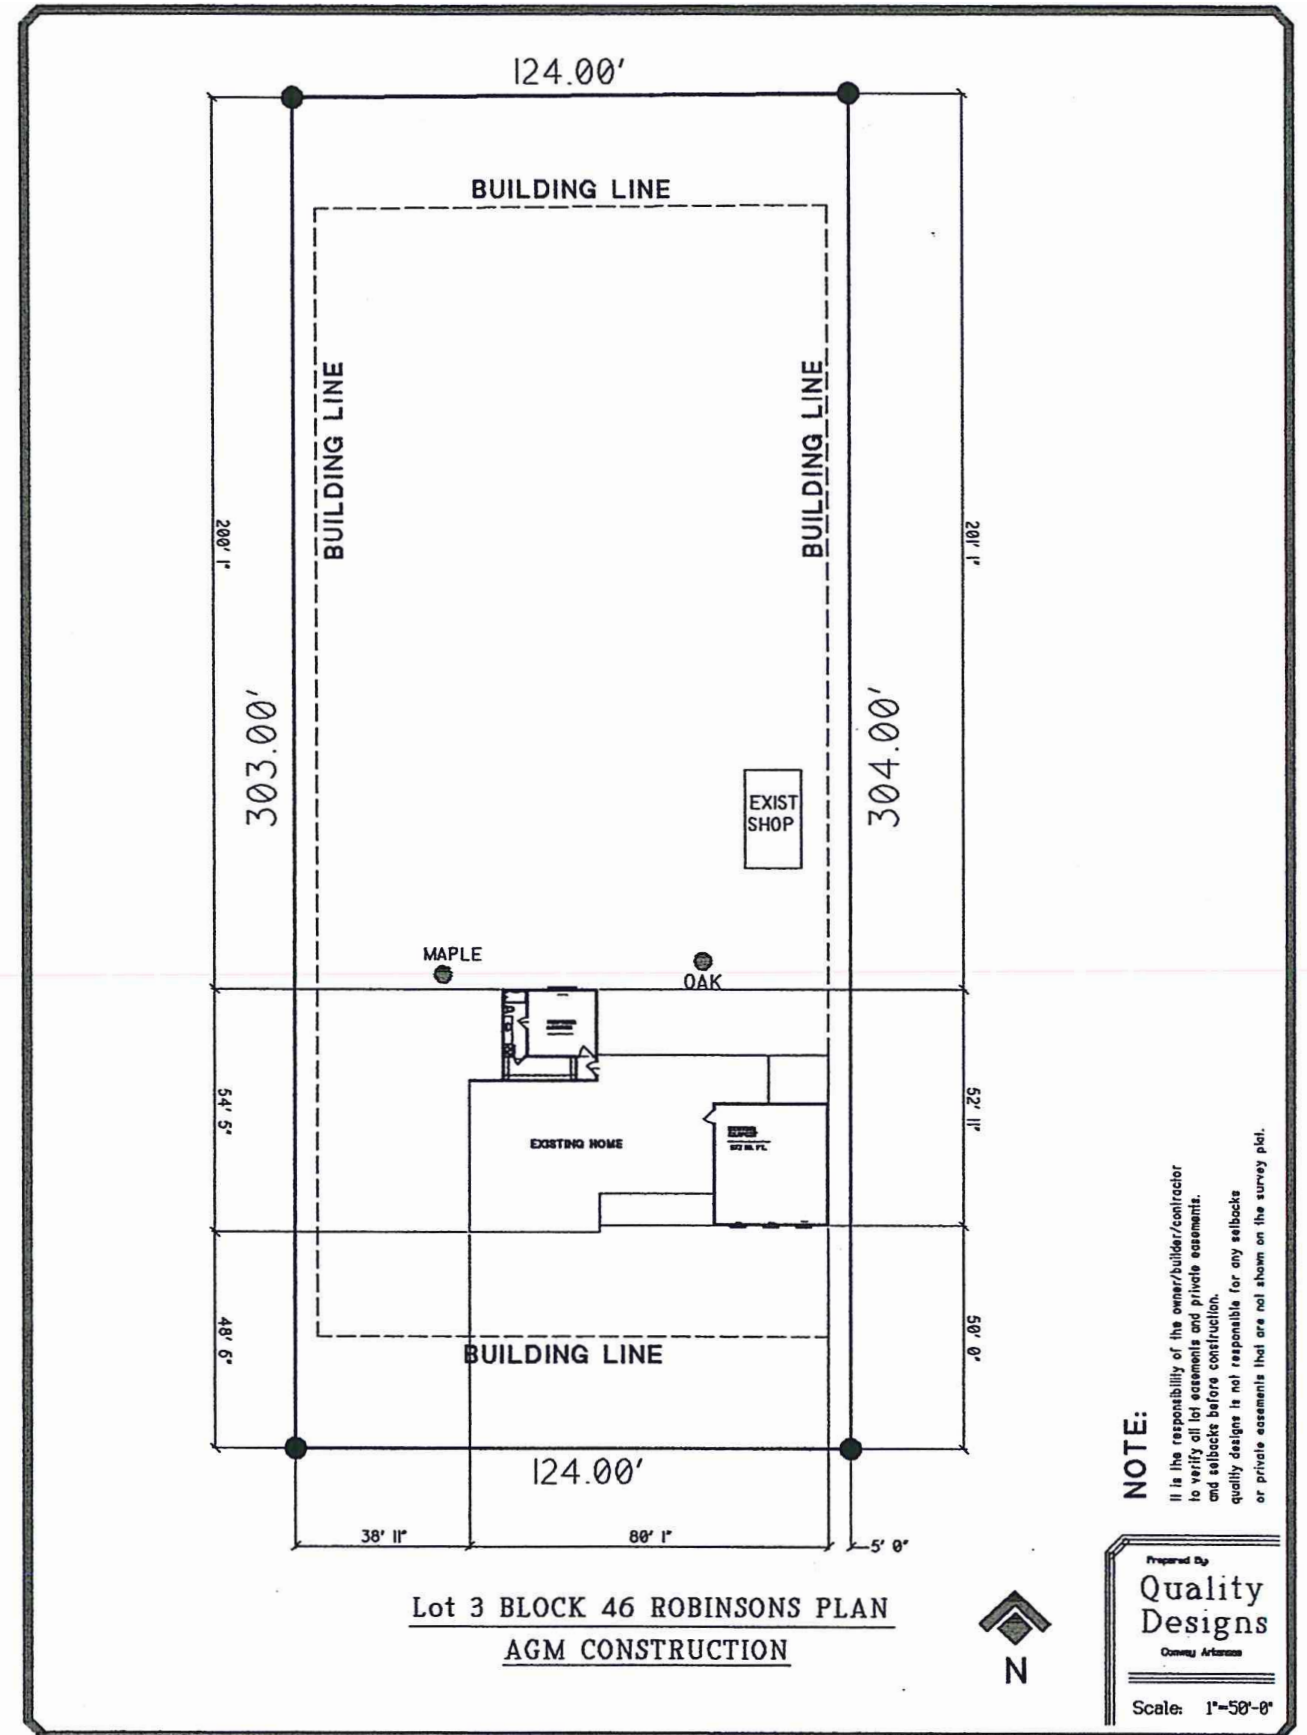 124.00'
BUILDING LINE
BUILDING LINE
BUILDING LINE
200' 1"
201' 1"
303.00'
304.00'
EXIST
SHOP
MAPLE
OAK
54' 5"
52' 11"
EXISTING HOME
48' 6"
50' 0"
BUILDING LINE
124.00'
38' 11"
80' 1"
5' 0"
Lot 3 BLOCK 46 ROBINSONS PLAN
AGM CONSTRUCTION
N
NOTE:
it is the responsibility of the owner/builder/contractor
to verify all lot easements and private easements.
and setbacks before construction.
quality designs is not responsible for any setbacks
or private easements that are not shown on the survey plat.
Prepared By
Quality
Designs
Conway Arkansas
Scale: 1"=50'-0"